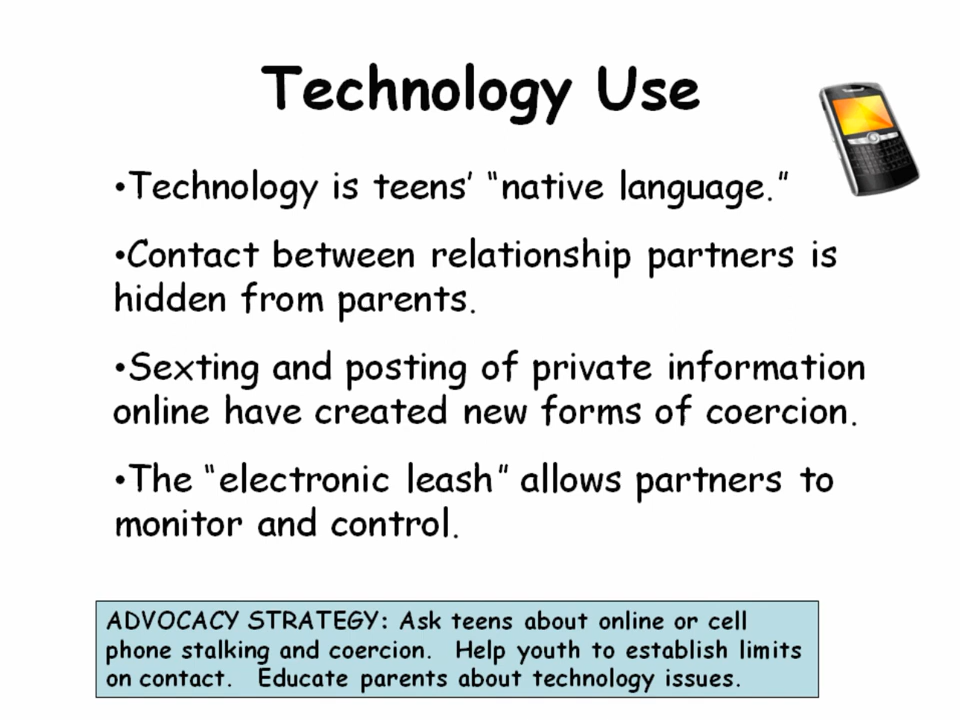 Technology Use
•Technology is teens’ “native language.”
•Contact between relationship partners is
hidden from parents.
•Sexting and posting of private information
online have created new forms of coercion.
•The “electronic leash” allows partners to
monitor and control.
ADVOCACY STRATEGY: Ask teens about online or cell
phone stalking and coercion.  Help youth to establish limits
on contact.  Educate parents about technology issues.